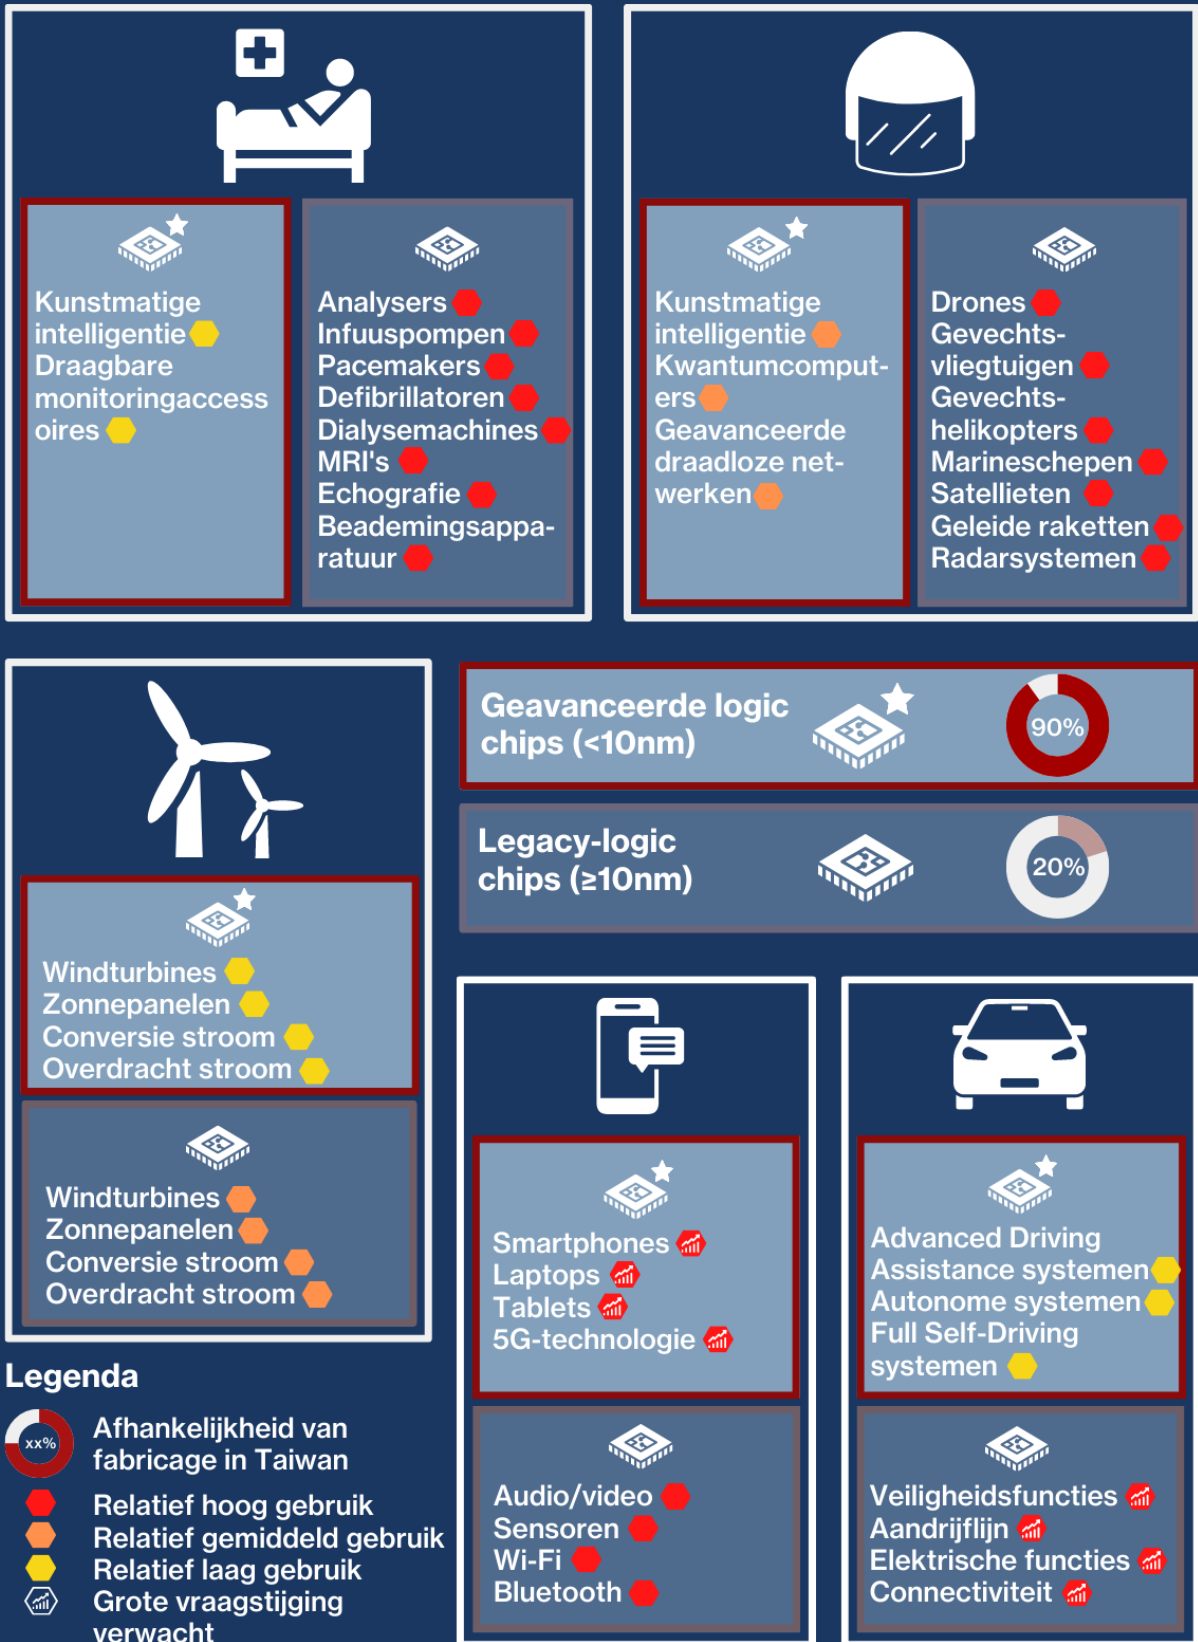 Kunstmatige
intelligentie
Draagbare
monitoringaccess
oires
Analysers
Infuuspompen
Pacemakers
Defibrillatoren
Dialysemachines
MRI's
Echografie
Beademingsappa-
ratuur
Kunstmatige
intelligentie
Kwantumcomput-
ers
Geavanceerde
draadloze net-
werken
Drones
Gevechts-
vliegtuigen
Gevechts-
helikopters
Marineschepen
Satellieten
Geleide raketten
Radarsystemen
Geavanceerde logic
chips (<10nm)
90%
Legacy-logic
chips (≥10nm)
20%
Windturbines
Zonnepanelen
Conversie stroom
Overdracht stroom
Windturbines
Zonnepanelen
Conversie stroom
Overdracht stroom
Smartphones
Laptops
Tablets
5G-technologie
Audio/video
Sensoren
Wi-Fi
Bluetooth
Advanced Driving
Assistance systemen
Autonome systemen
Full Self-Driving
systemen
Veiligheidsfuncties
Aandrijflijn
Elektrische functies
Connectiviteit
Legenda
xx%
Afhankelijkheid van
fabricage in Taiwan
Relatief hoog gebruik
Relatief gemiddeld gebruik
Relatief laag gebruik
Grote vraagstijging
verwacht